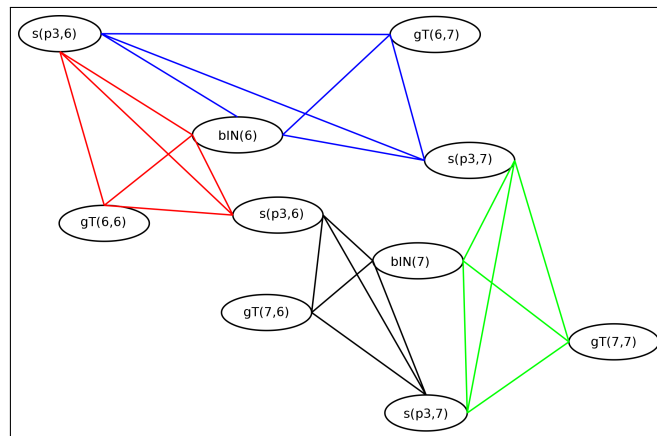 s(p3,6)
gT(6,7)
bIN(6)
s(p3,7)
gT(6,6)
s(p3,6)
bIN(7)
gT(7,6)
gT(7,7)
s(p3,7)